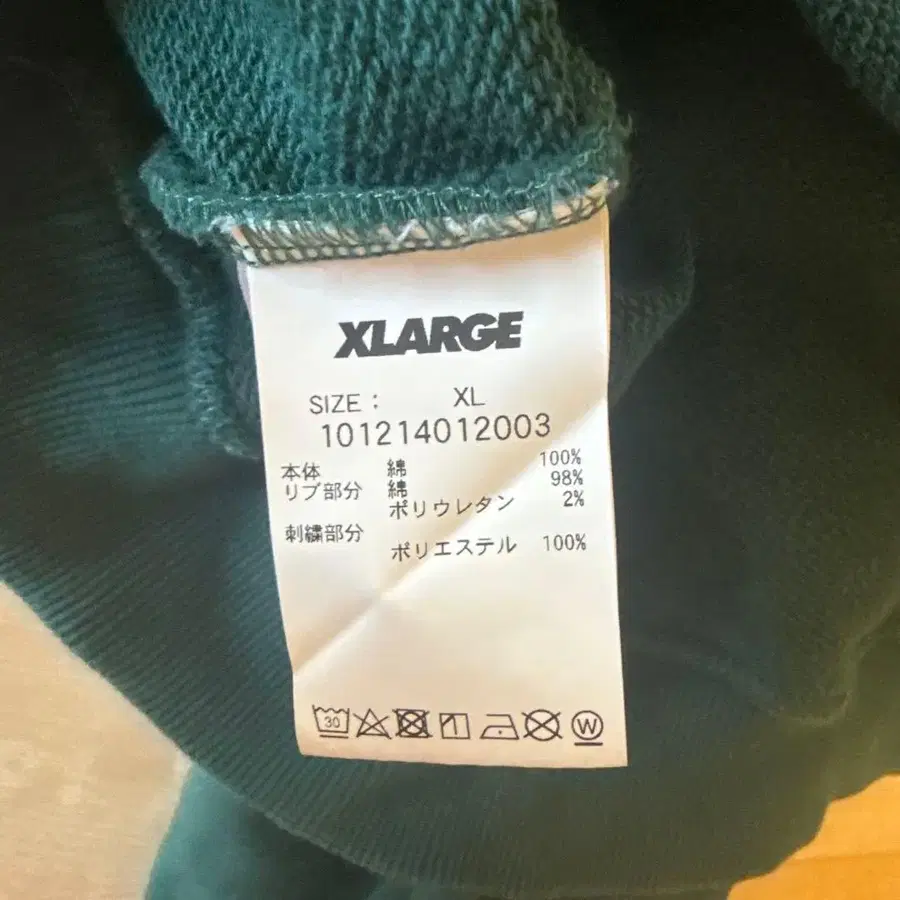 XLARGE
SIZE : XL
101214012003
本体 綿 100%
リブ部分 綿 98%
ポリウレタン 2%
刺繍部分
ポリエステル 100%
30
W